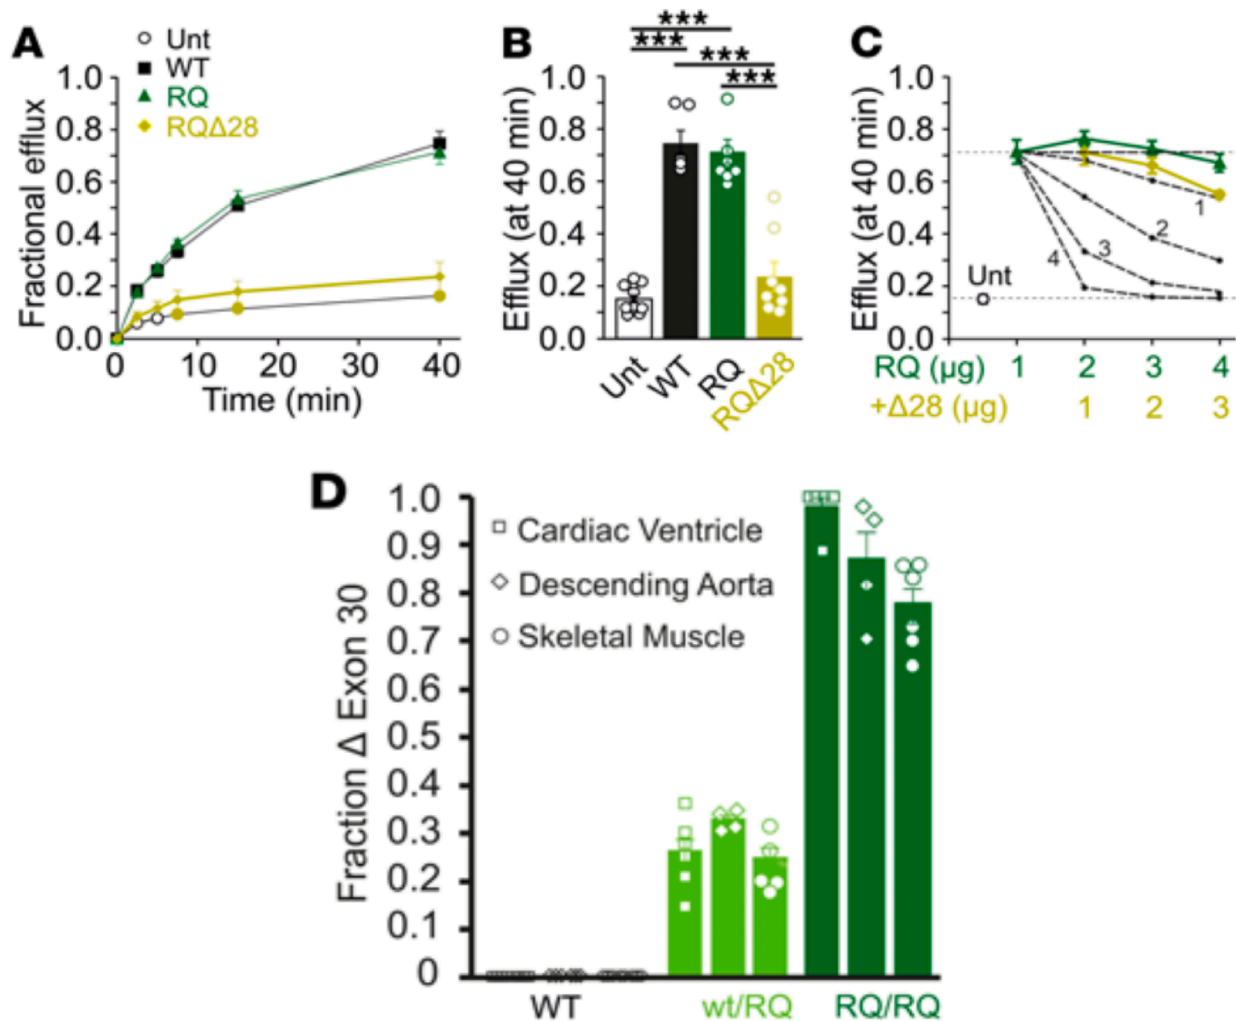 A
Unt
WT
RQ
RQΔ28
Fractional efflux
1.0
0.8
0.6
0.4
0.2
0.0
0 10 20 30 40
Time (min)
B
***
***
***
***
Efflux (at 40 min)
1.0
0.8
0.6
0.4
0.2
0.0
Unt WT RQ RQΔ28
C
Efflux (at 40 min)
1.0
0.8
0.6
0.4
0.2
0.0
Unt
1
2
3
4
RQ (µg) 1 2 3 4
+Δ28 (µg) 1 2 3
D
Fraction Δ Exon 30
1.0
0.9
0.8
0.7
0.6
0.5
0.4
0.3
0.2
0.1
0
Cardiac Ventricle
Descending Aorta
Skeletal Muscle
WT wt/RQ RQ/RQ